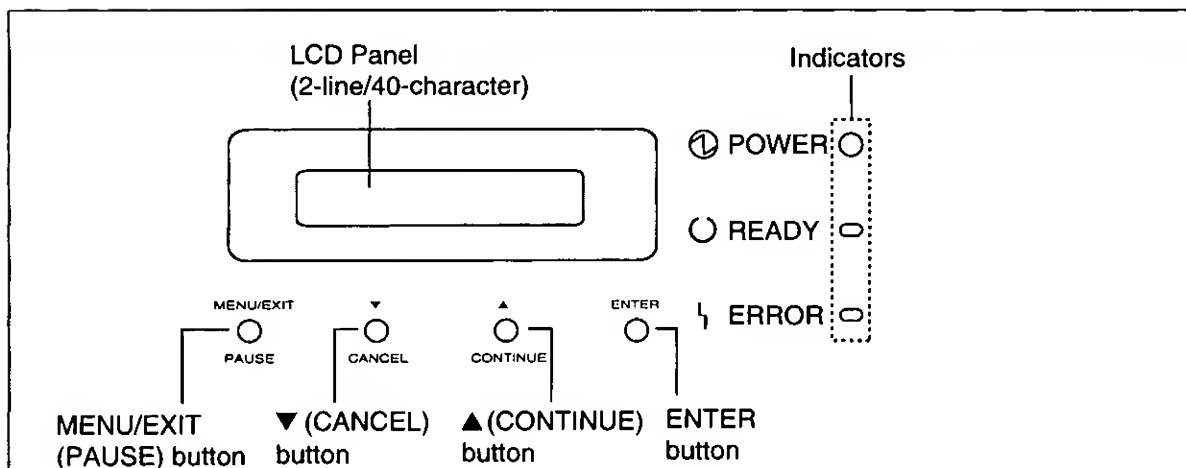 LCD Panel
(2-line/40-character)
Indicators
POWER
READY
ERROR
MENU/EXIT
PAUSE
▼
CANCEL
▲
CONTINUE
ENTER
MENU/EXIT
(PAUSE) button
▼ (CANCEL)
button
▲ (CONTINUE)
button
ENTER
button